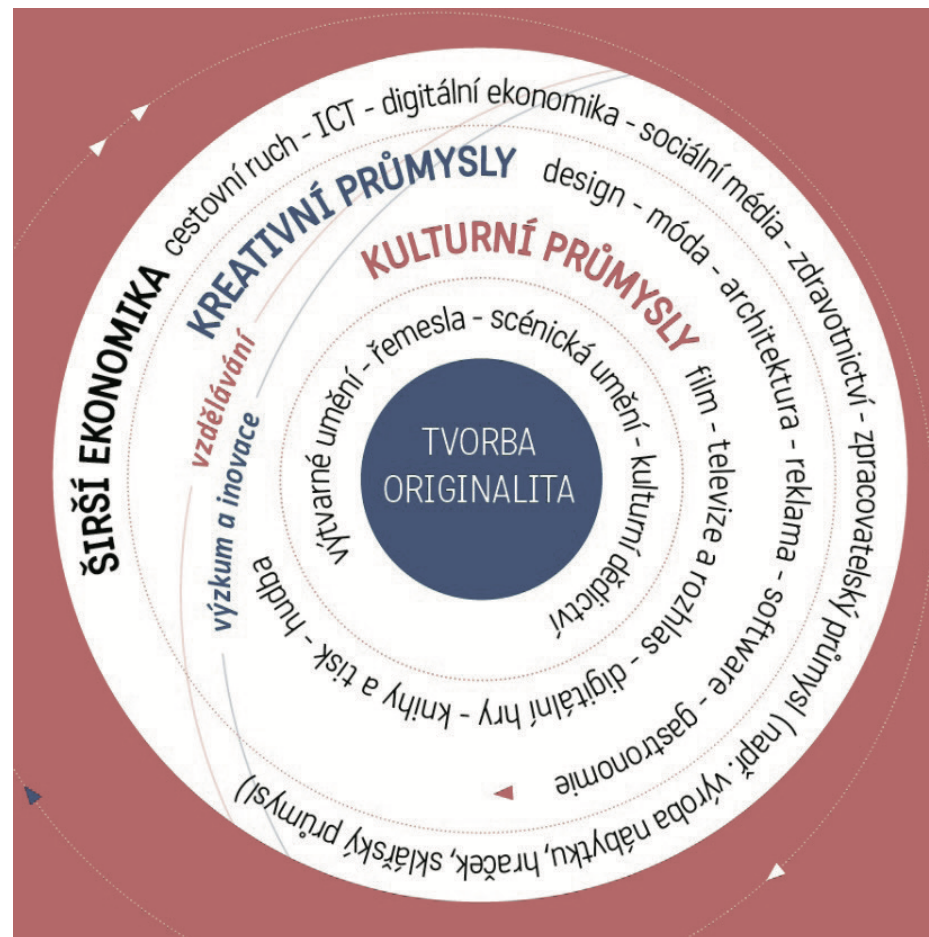 ŠIRŠÍ EKONOMIKA cestovní ruch - ICT - digitální ekonomika - sociální média - zdravotnictví - zpracovatelský průmysl (např. výroba nábytku, hraček, sklářský průmysl)
KREATIVNÍ PRŮMYSLY design - móda - architektura - reklama - software - gastronomie
KULTURNÍ PRŮMYSLY film - televize a rozhlas - digitální hry - knihy a tisk - hudba
výtvarné umění - řemesla - scénická umění - kulturní dědictví
vzdělávání
výzkum a inovace
TVORBA
ORIGINALITA